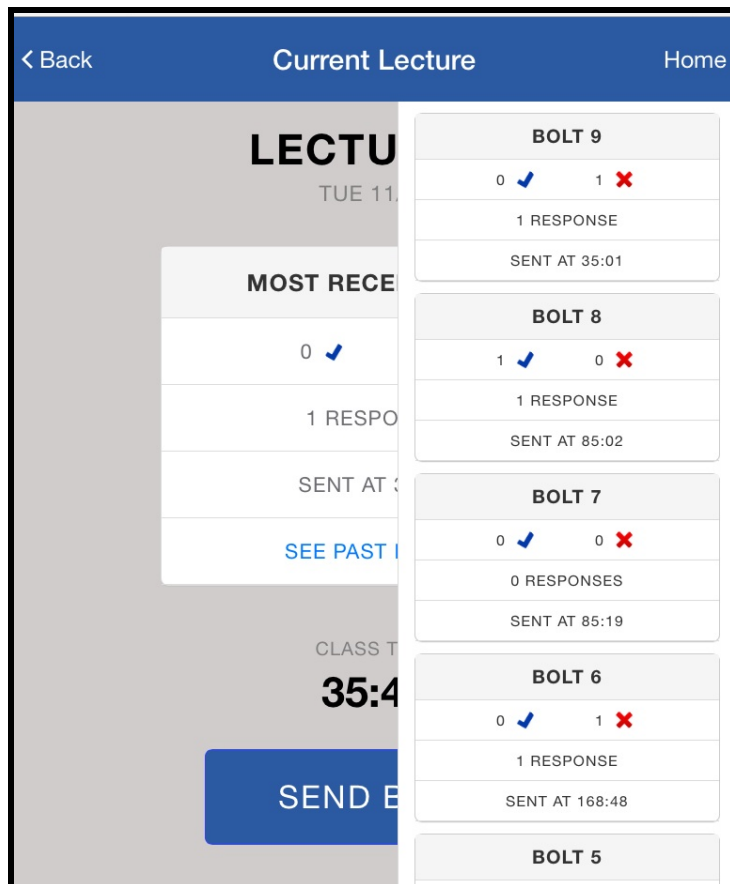 Back Current Lecture Home
LECTU
TUE 11
MOST RECE
0
1 RESPO
SENT AT
SEE PAST
CLASS T
35:4
SEND
BOLT 9
0 1
1 RESPONSE
SENT AT 35:01
BOLT 8
1 0
1 RESPONSE
SENT AT 85:02
BOLT 7
0 0
0 RESPONSES
SENT AT 85:19
BOLT 6
0 1
1 RESPONSE
SENT AT 168:48
BOLT 5